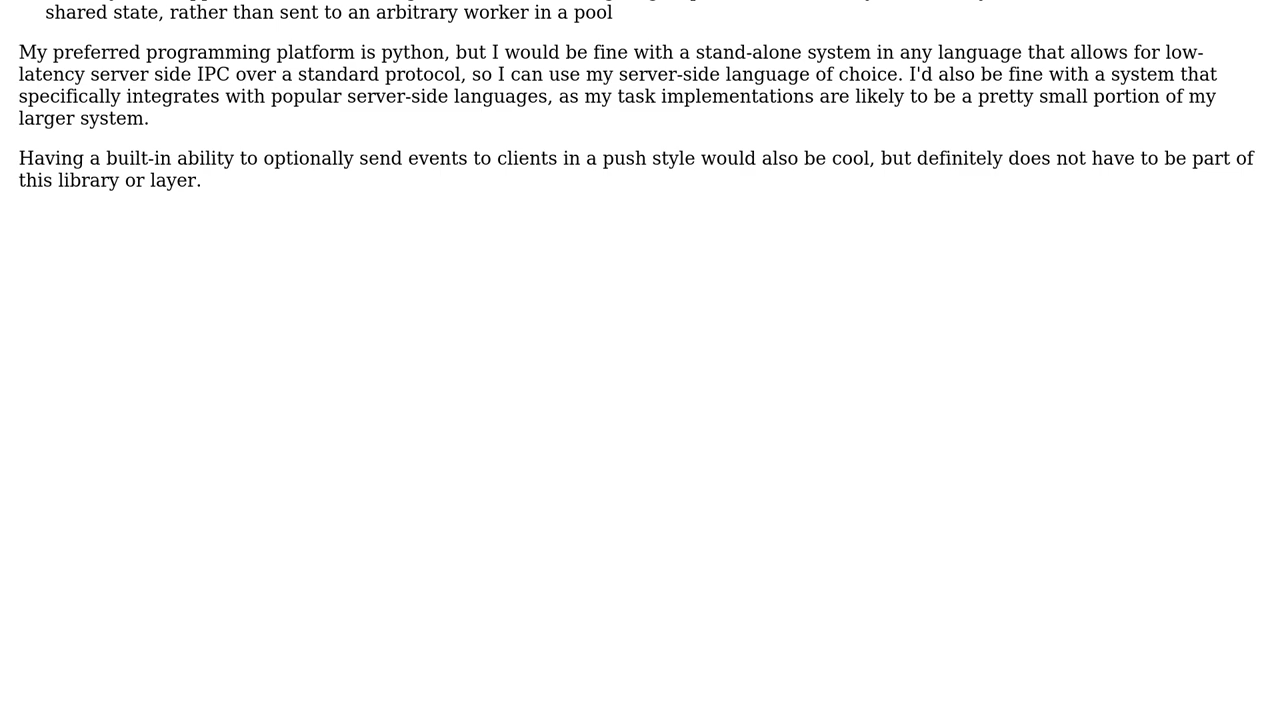 shared state, rather than sent to an arbitrary worker in a pool
My preferred programming platform is python, but I would be fine with a stand-alone system in any language that allows for low-
latency server side IPC over a standard protocol, so I can use my server-side language of choice. I'd also be fine with a system that
specifically integrates with popular server-side languages, as my task implementations are likely to be a pretty small portion of my
larger system.
Having a built-in ability to optionally send events to clients in a push style would also be cool, but definitely does not have to be part of
this library or layer.